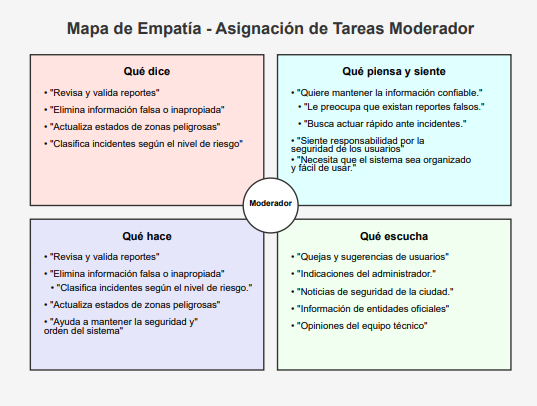 Mapa de Empatía - Asignación de Tareas Moderador
Qué dice
• "Revisa y valida reportes"
• "Elimina información falsa o inapropiada"
• "Actualiza estados de zonas peligrosas"
• "Clasifica incidentes según el nivel de riesgo"
Qué piensa y siente
• "Quiere mantener la información confiable."
• "Le preocupa que existan reportes falsos."
• "Busca actuar rápido ante incidentes."
• "Siente responsabilidad por la
seguridad de los usuarios"
• "Necesita que el sistema sea organizado
y fácil de usar."
Moderador
Qué hace
• "Revisa y valida reportes"
• "Elimina información falsa o inapropiada"
• "Clasifica incidentes según el nivel de riesgo."
• "Actualiza estados de zonas peligrosas"
• "Ayuda a mantener la seguridad y"
orden del sistema"
Qué escucha
• "Quejas y sugerencias de usuarios"
• "Indicaciones del administrador."
• "Noticias de seguridad de la ciudad."
• "Información de entidades oficiales"
• "Opiniones del equipo técnico"